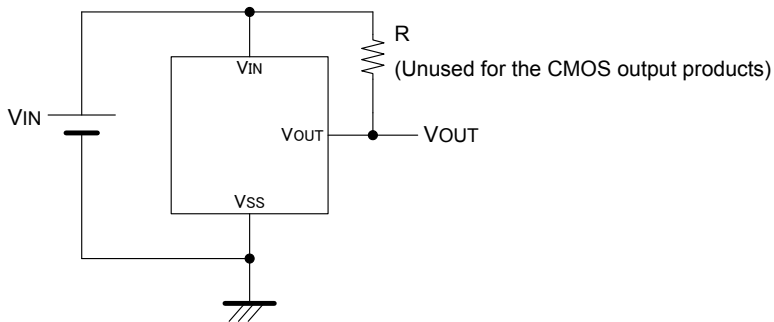 R
(Unused for the CMOS output products)
VIN
VIN
VOUT
VOUT
VSS